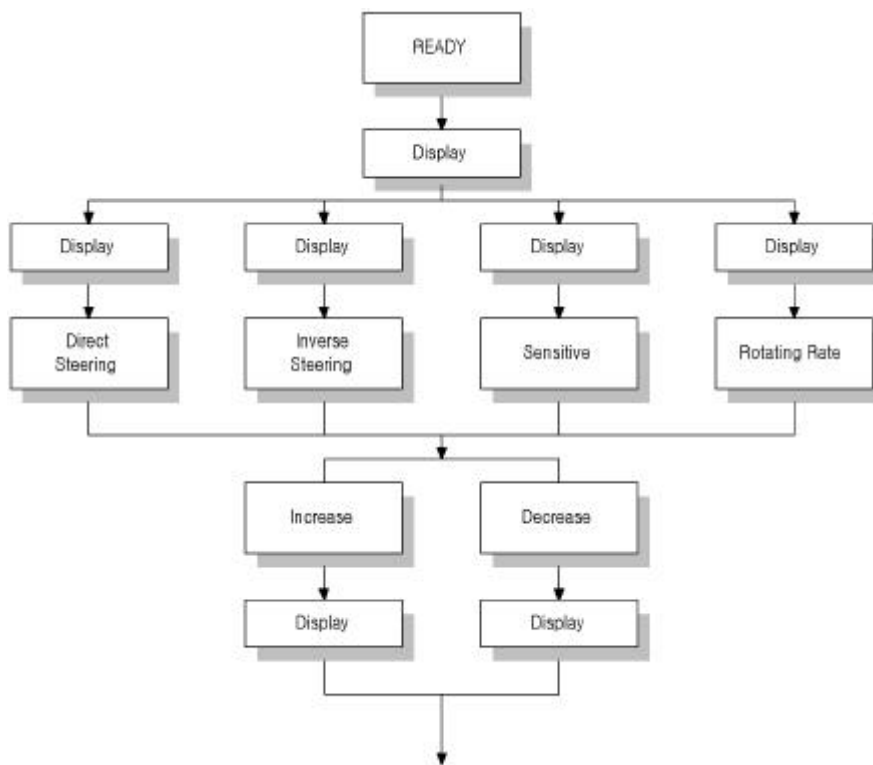 READY
Display
Display
Display
Display
Display
Direct
Steering
Inverse
Steering
Sensitive
Rotating Rate
Increase
Decrease
Display
Display